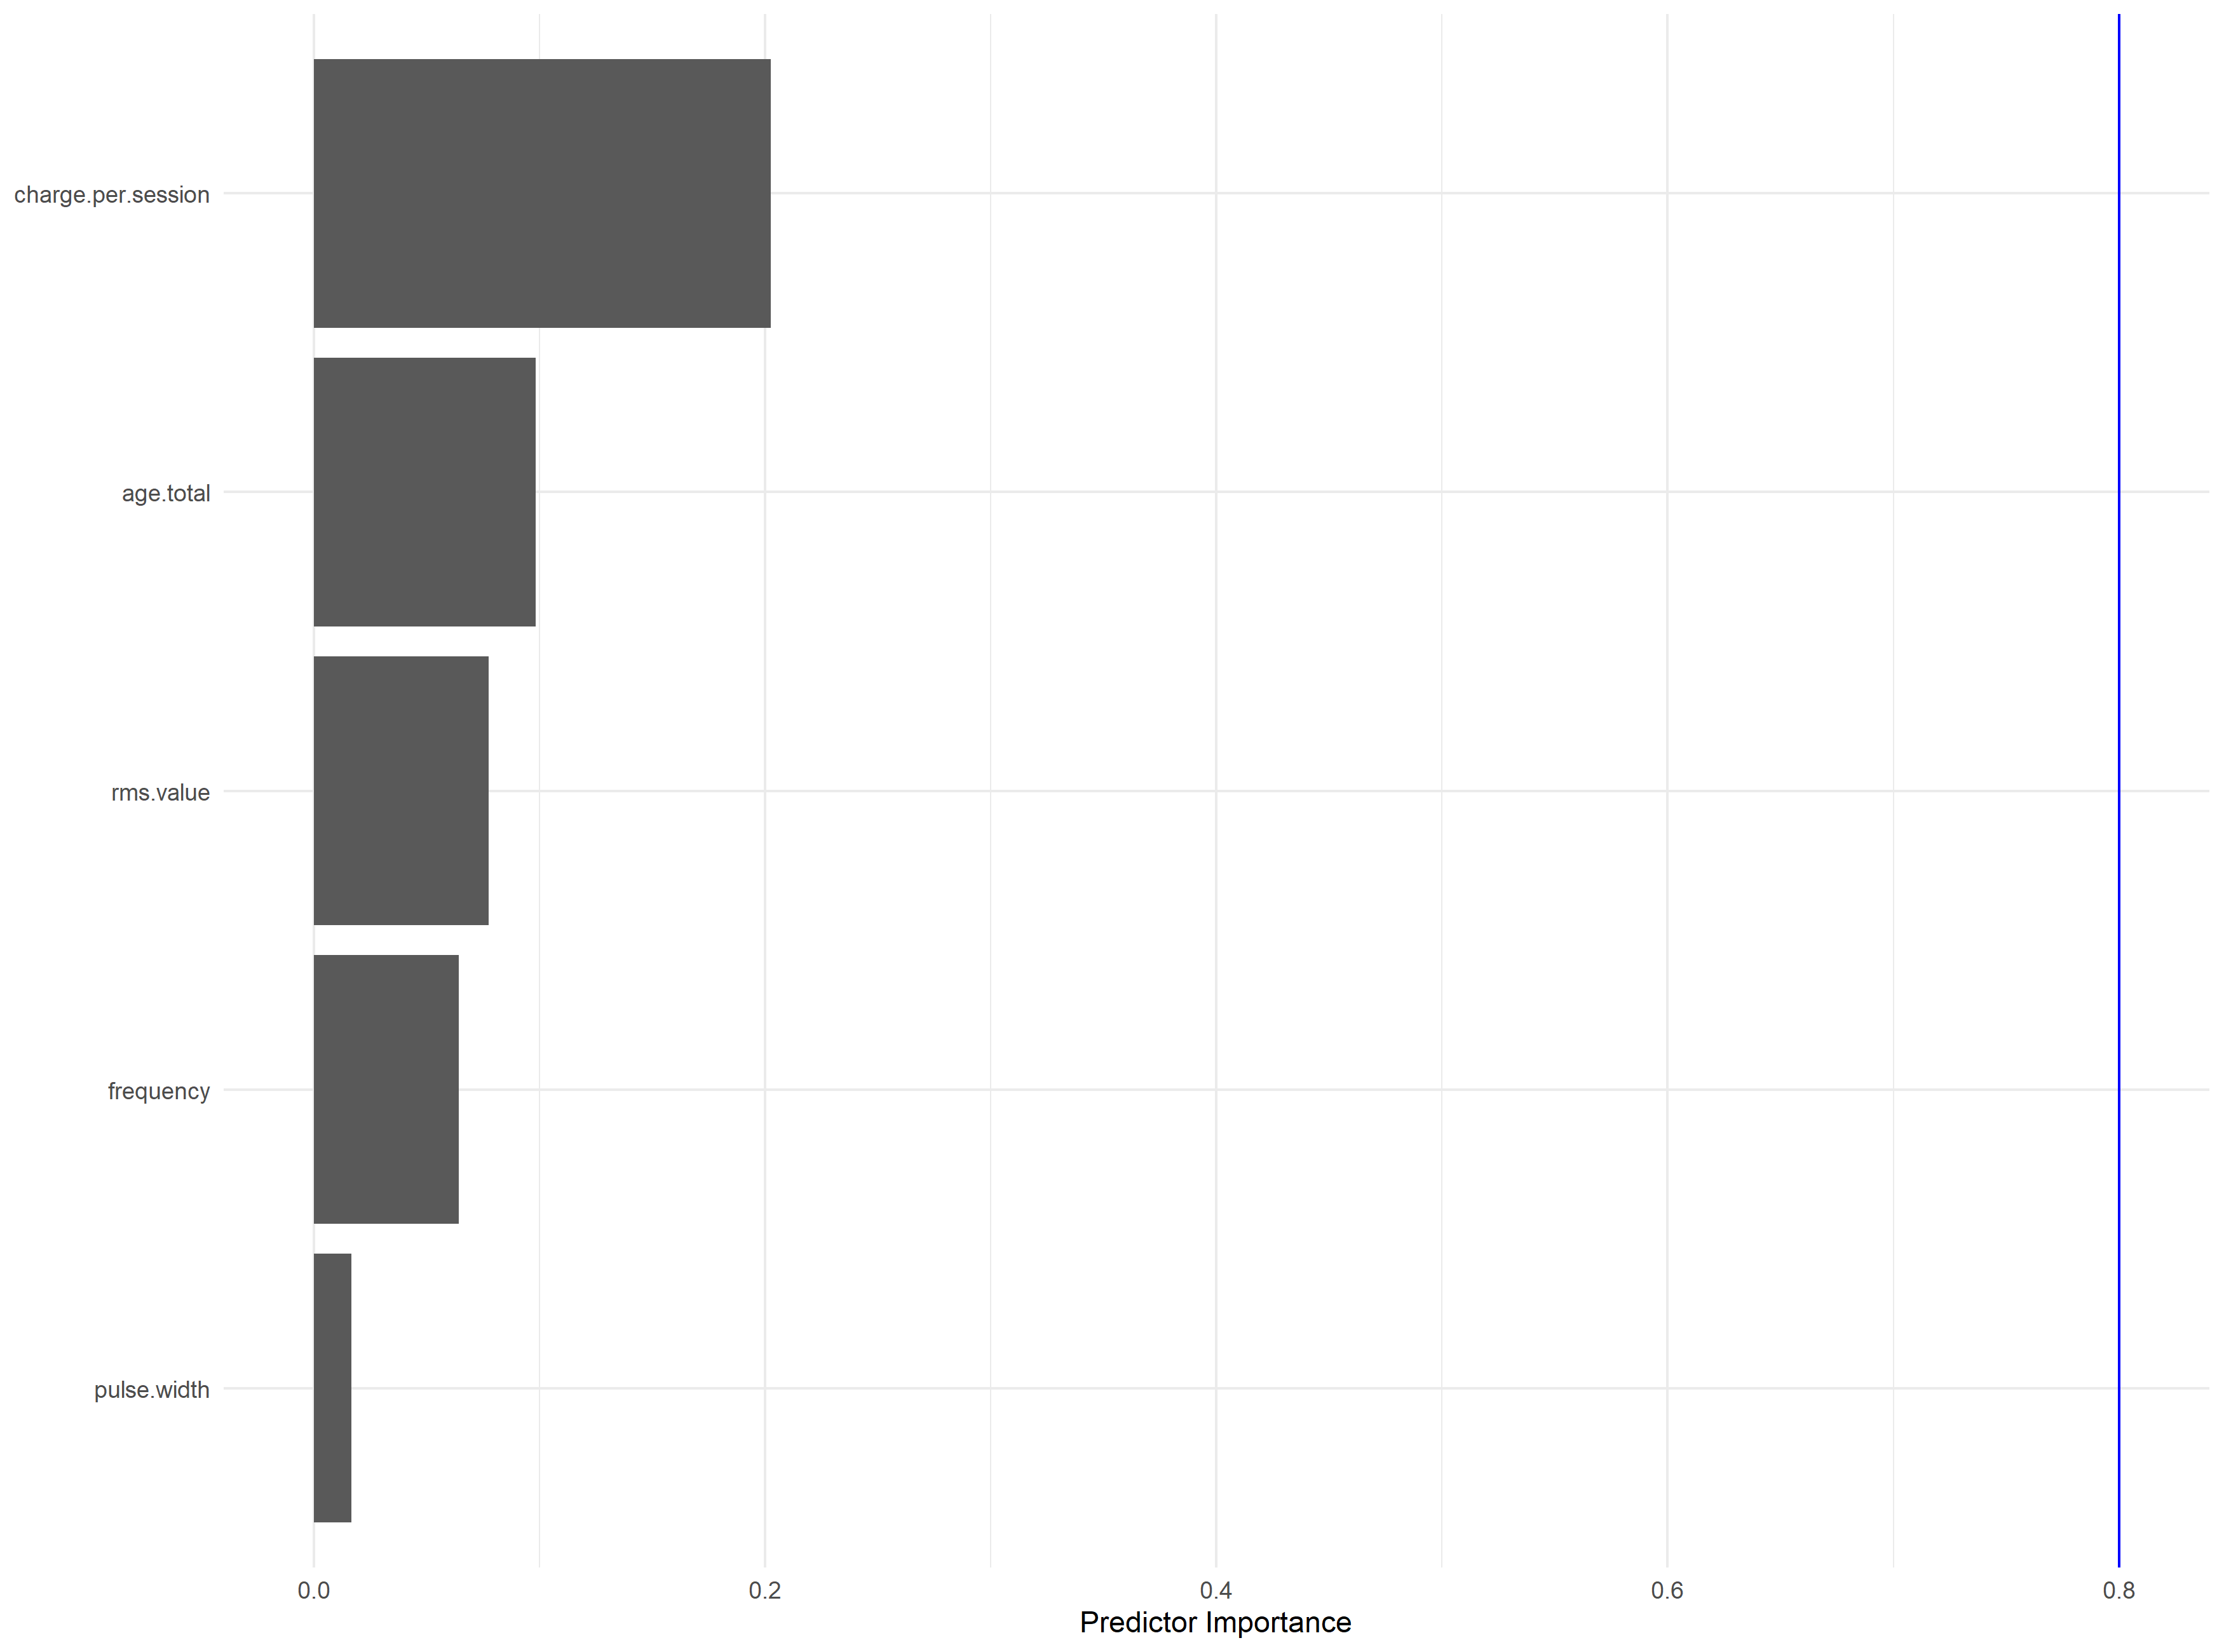 charge.per.session
age.total
rms.value
frequency
pulse.width
0.0 0.2 0.4 0.6 0.8
Predictor Importance